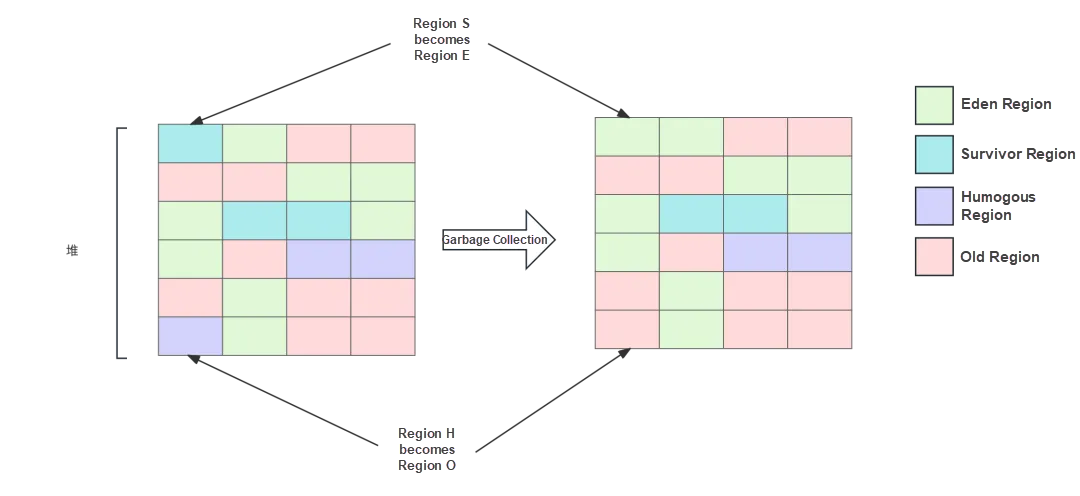 Region S
becomes
Region E
Eden Region
Survivor Region
Humogous
Region
Old Region
堆
Garbage Collection
Region H
becomes
Region O